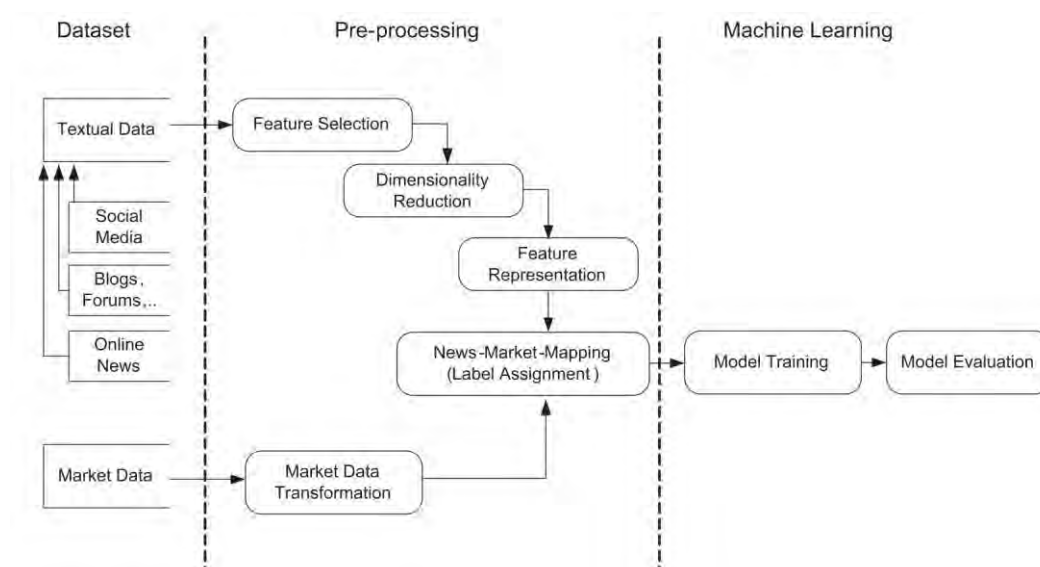 Dataset
Pre-processing
Machine Learning
Textual Data
Feature Selection
Dimensionality
Reduction
Social
Media
Feature
Representation
Blogs,
Forums,..
Online
News
News-Market-Mapping
(Label Assignment)
Model Training
Model Evaluation
Market Data
Market Data
Transformation